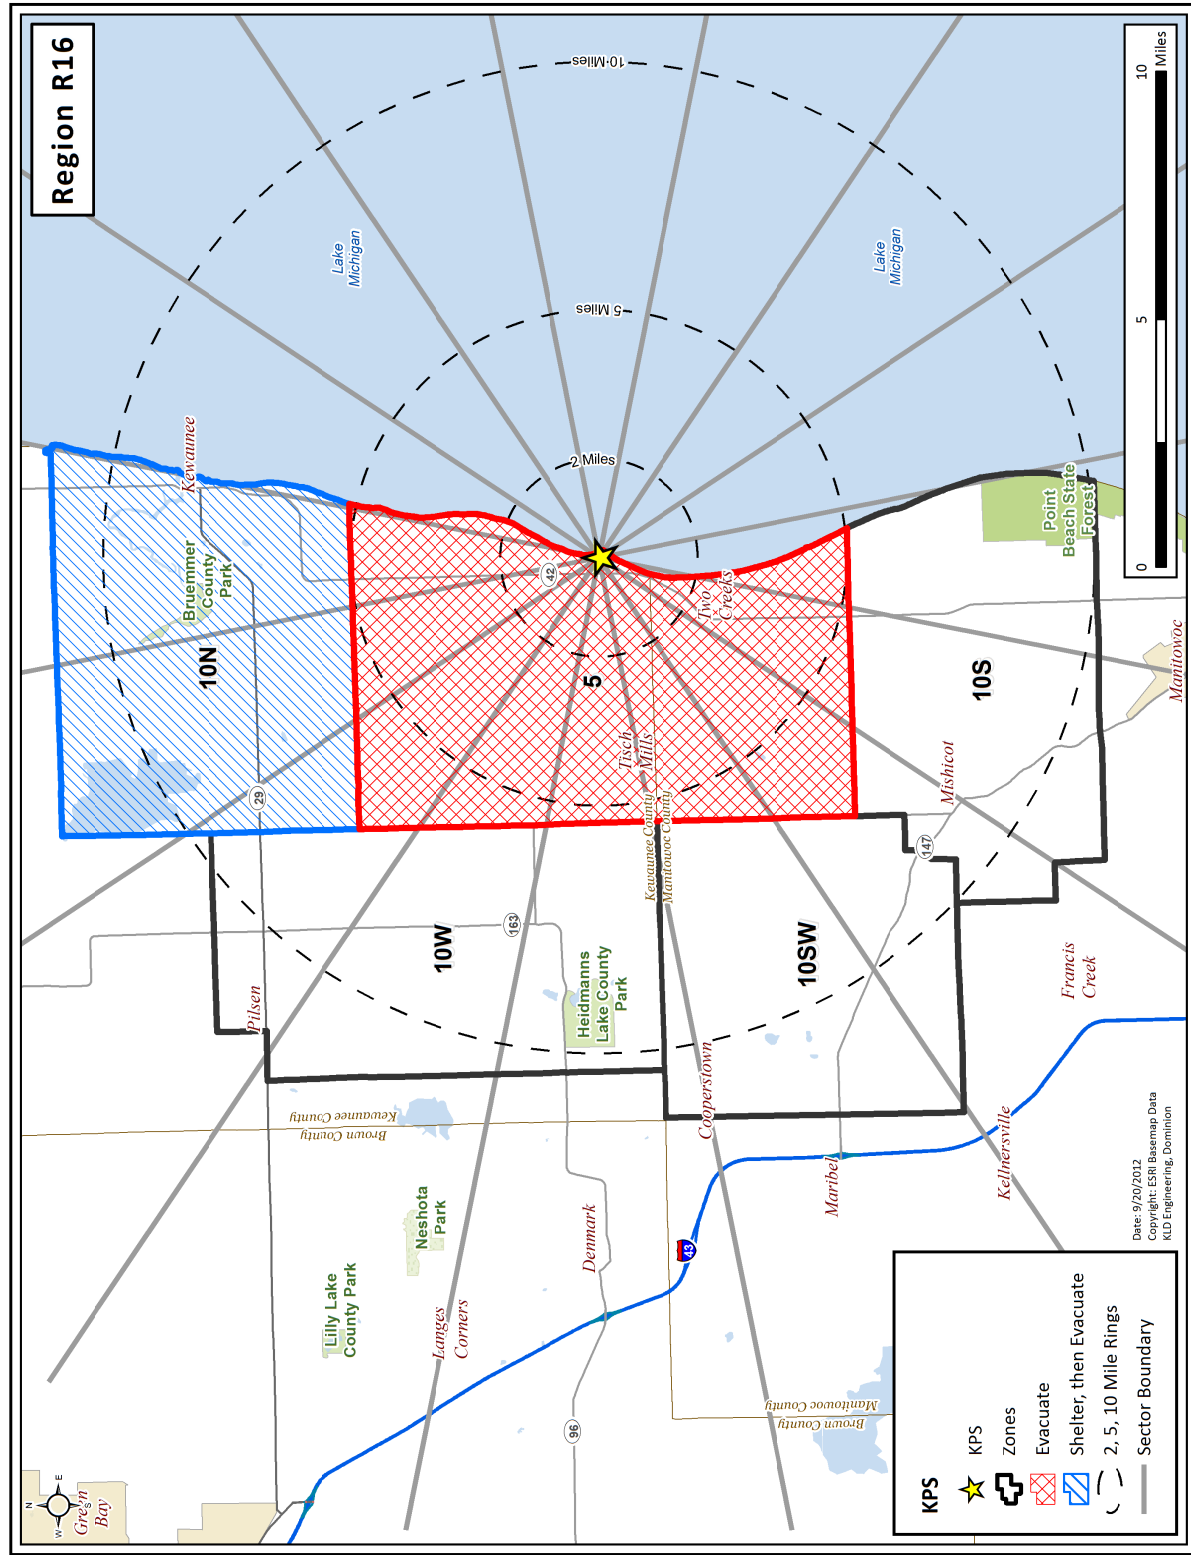 Region R16
10 Miles
5 Miles
2 Miles
Lake
Michigan
Lake
Michigan
Kewaunee
Bruemmer
County
Park
10N
29
42
5
Two
Creeks
Tisch
Mills
Kewaunee County
Manitowoc County
10S
Point
Beach State
Forest
Mishicot
Manitowoc
147
163
10W
10SW
Heidmanns
Lake County
Park
Pilsen
Kewaunee County
Brown County
Cooperstown
Francis
Creek
Maribel
Kellnersville
Neshota
Park
Lilly Lake
County Park
Denmark
Langes
Corners
43
96
Manitowoc County
Brown County
Green
Bay
N
E
S
W
0
5
10
Miles
Date: 9/20/2012
Copyright: ESRI Basemap Data
KLD Engineering, Dominion
KPS
KPS
Zones
Evacuate
Shelter, then Evacuate
2, 5, 10 Mile Rings
Sector Boundary